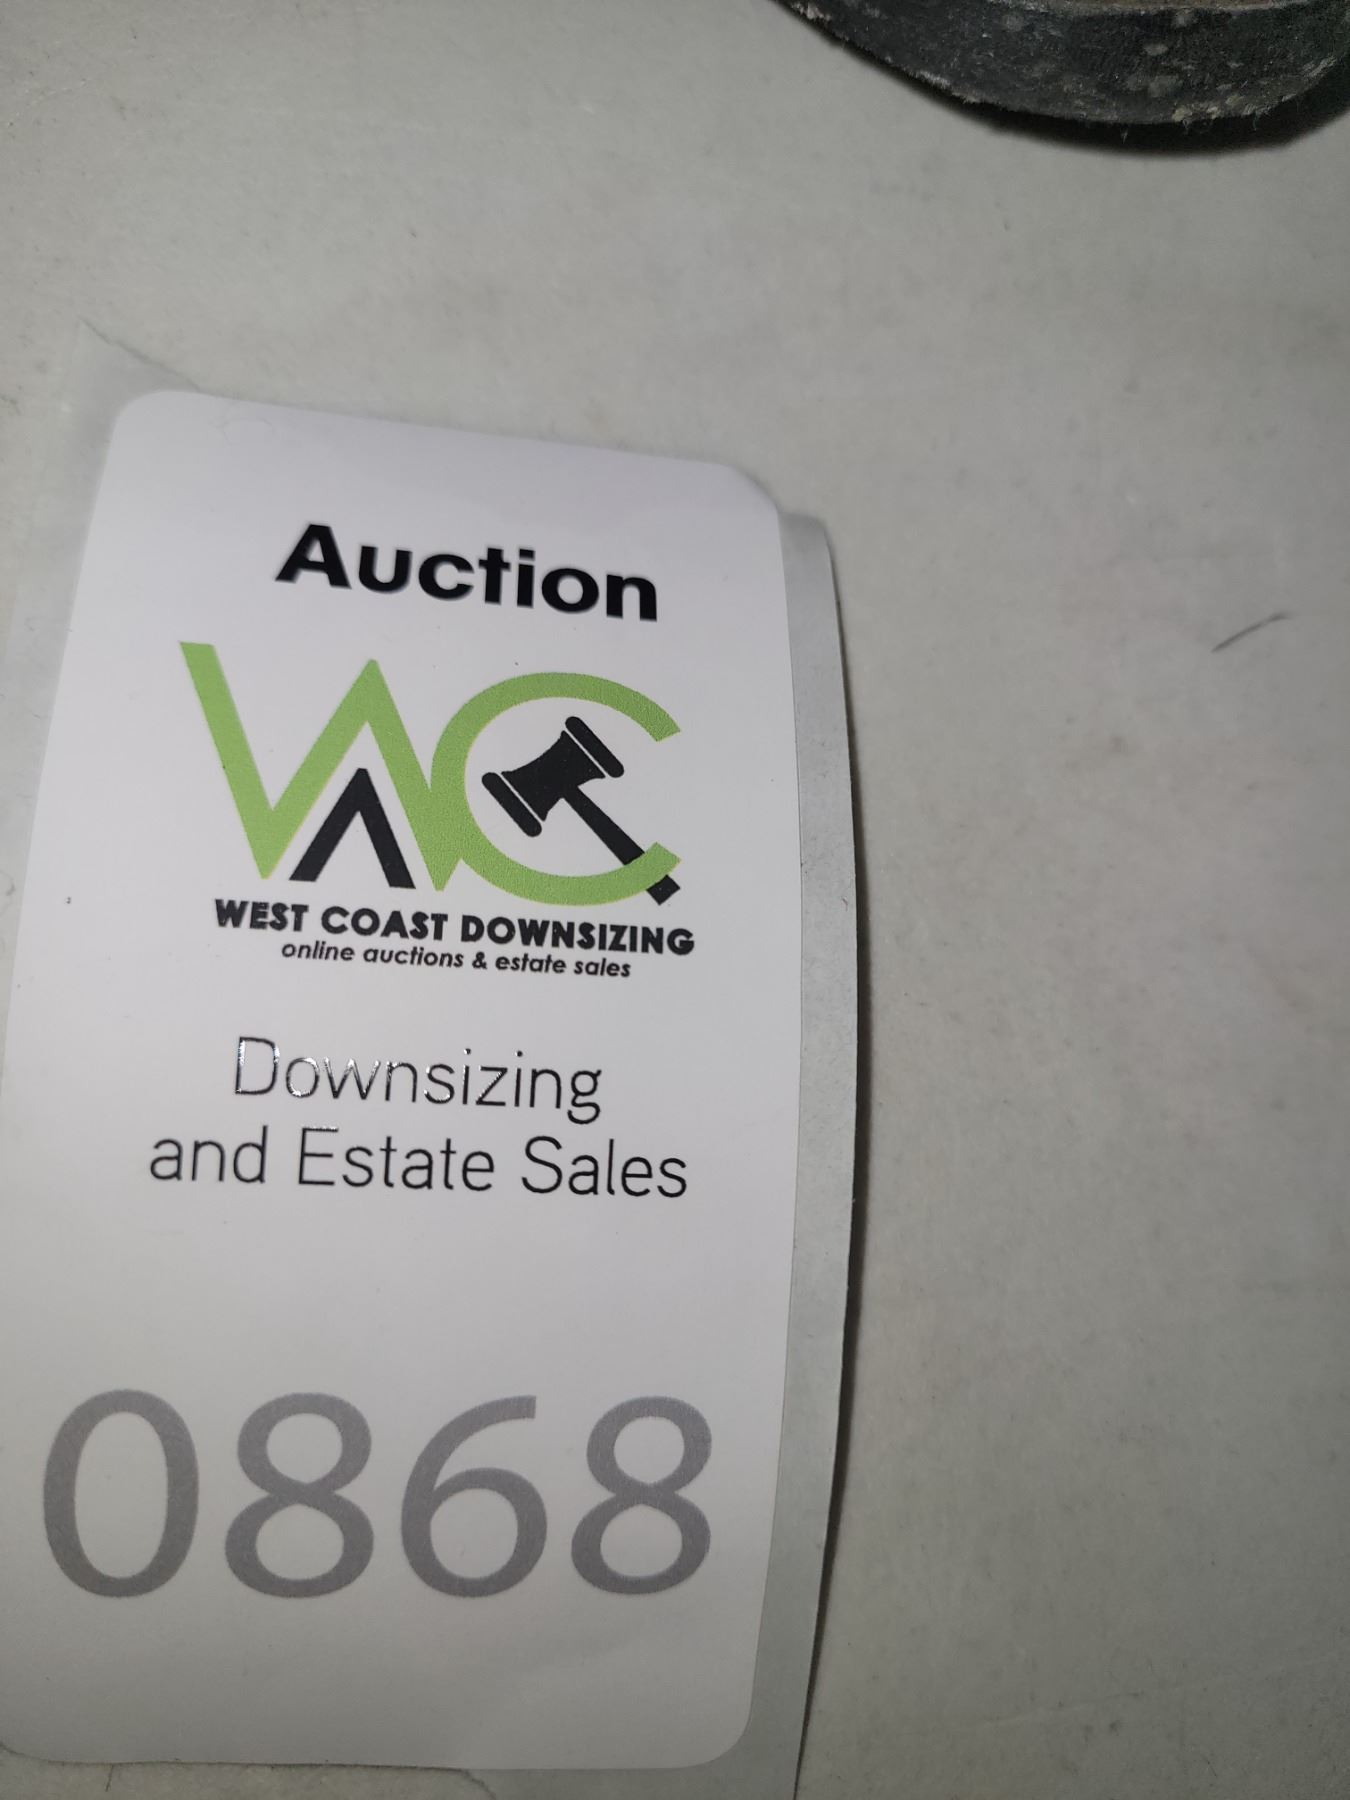 Auction
WC
WEST COAST DOWNSIZING
online auctions & estate sales
Downsizing
and Estate Sales
0868